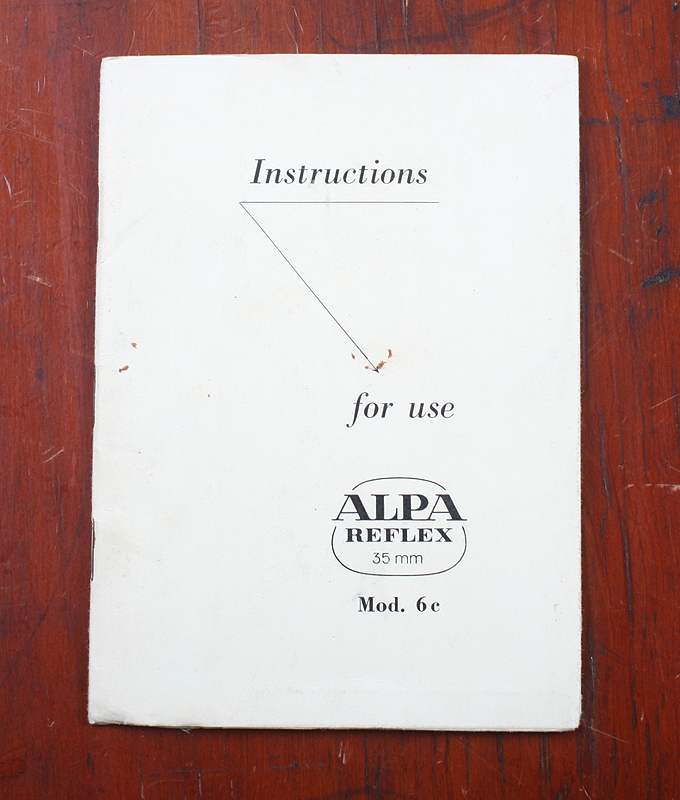 Instructions
for use
ALPA
REFLEX
35 mm
Mod. 6c